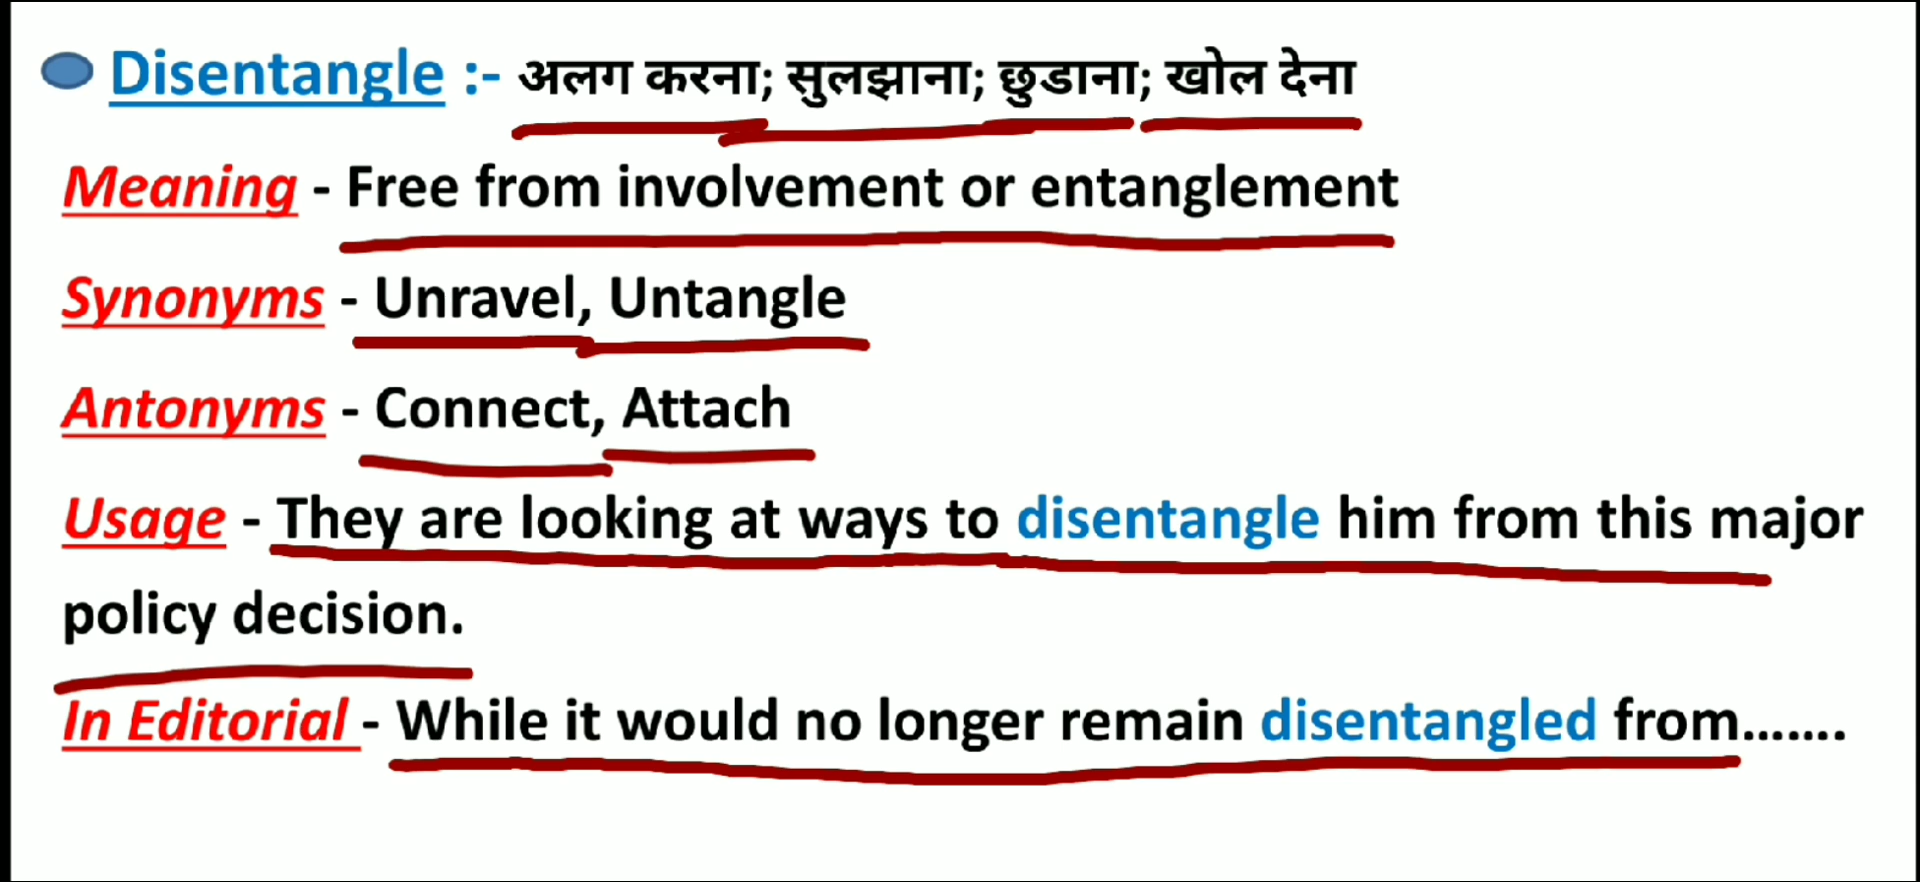 Disentangle :- अलग करना; सुलझाना; छुडाना; खोल देना
Meaning - Free from involvement or entanglement
Synonyms - Unravel, Untangle
Antonyms - Connect, Attach
Usage - They are looking at ways to disentangle him from this major
policy decision.
In Editorial - While it would no longer remain disentangled from.......